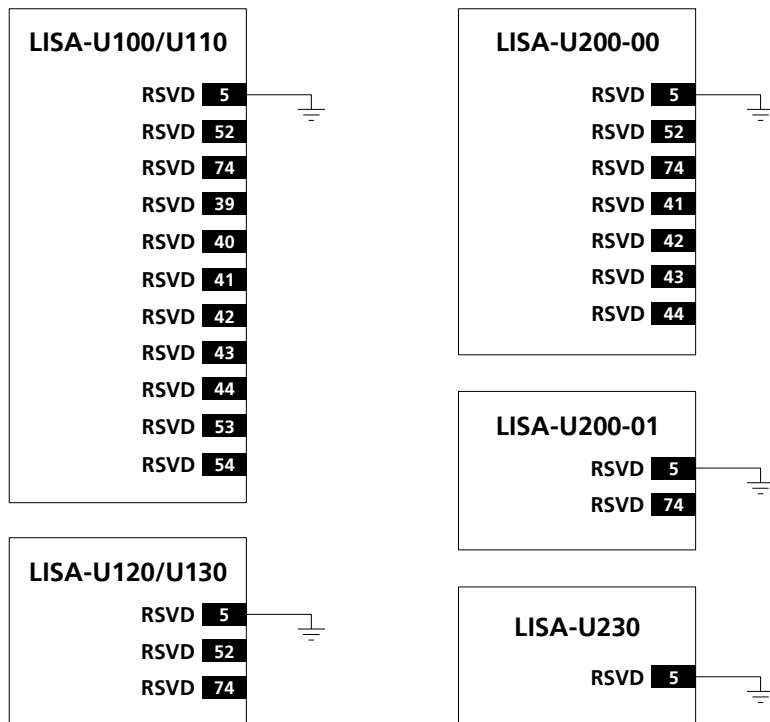 LISA-U100/U110
RSVD 5
RSVD 52
RSVD 74
RSVD 39
RSVD 40
RSVD 41
RSVD 42
RSVD 43
RSVD 44
RSVD 53
RSVD 54
LISA-U120/U130
RSVD 5
RSVD 52
RSVD 74
LISA-U200-00
RSVD 5
RSVD 52
RSVD 74
RSVD 41
RSVD 42
RSVD 43
RSVD 44
LISA-U200-01
RSVD 5
RSVD 74
LISA-U230
RSVD 5